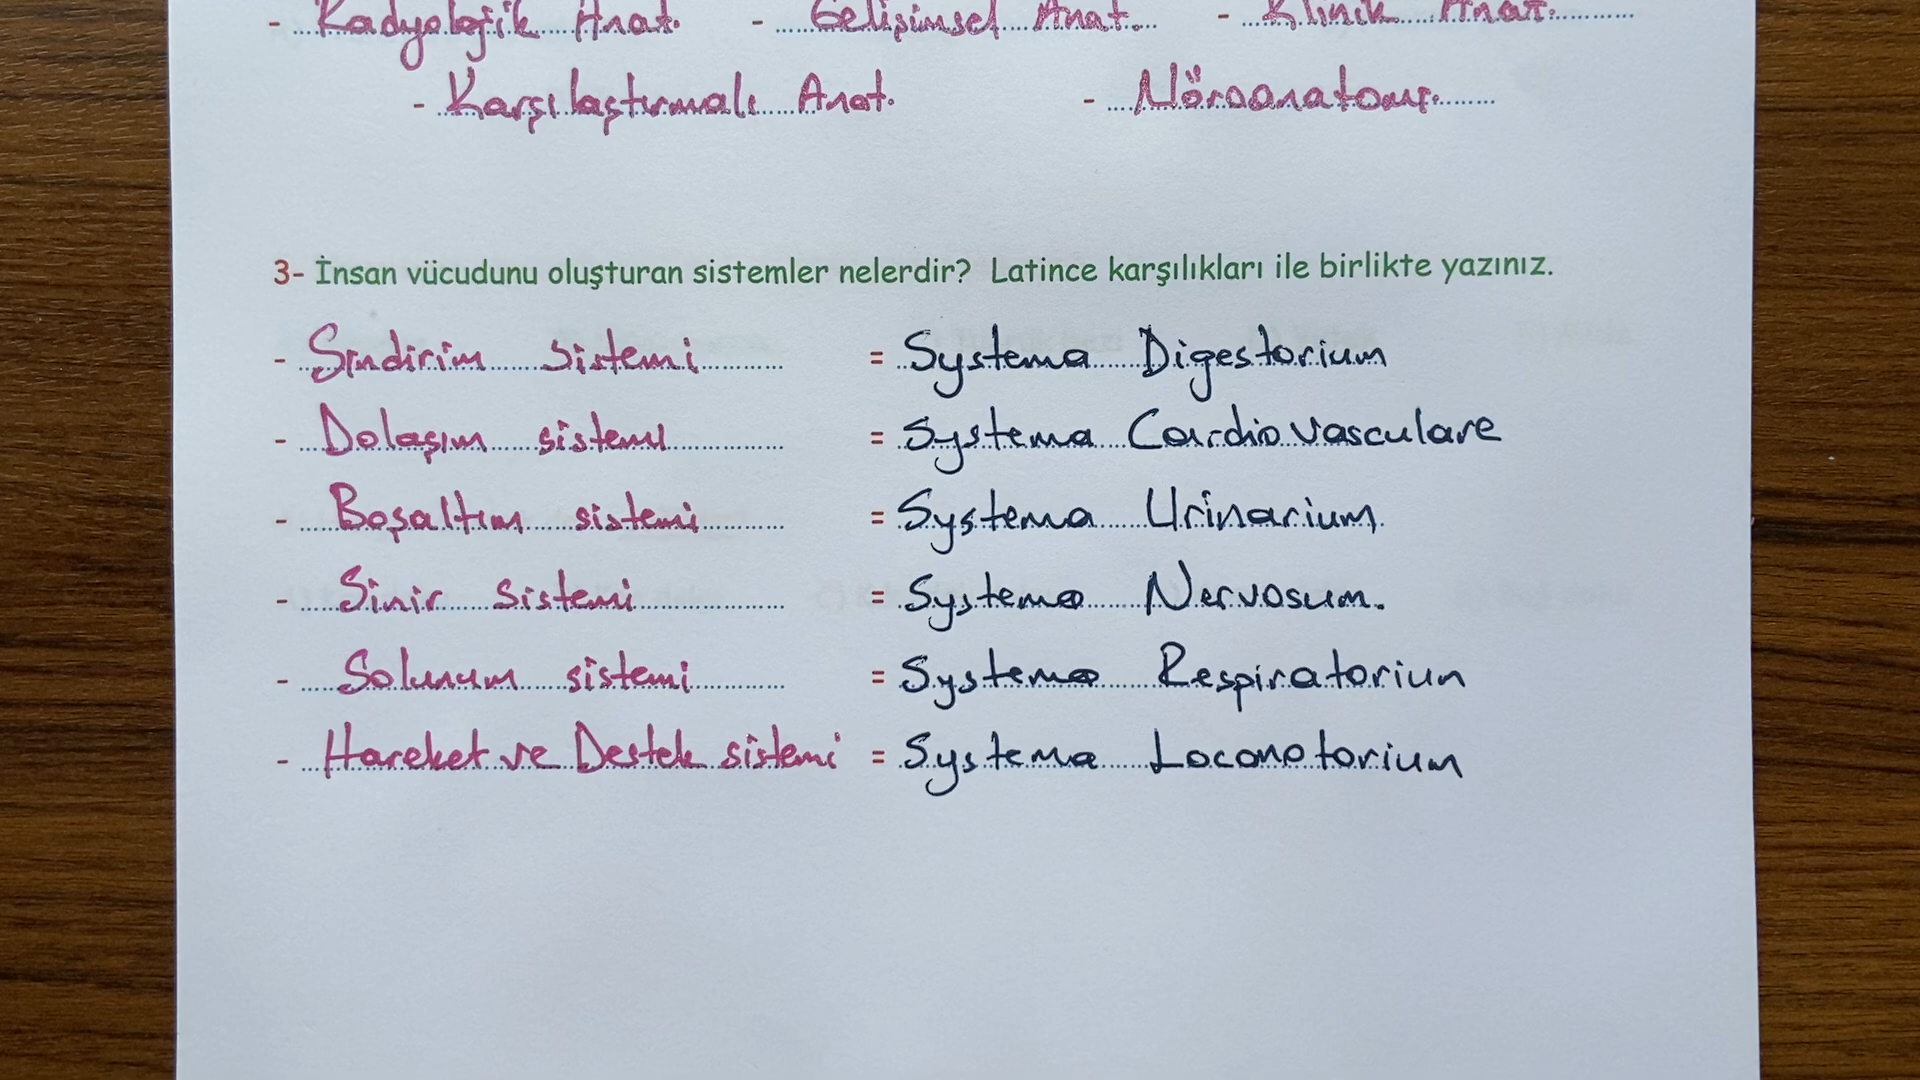 - Radyolojik Anat. - Gelişimsel Anat. - Klinik Anat.
- Karşılaştırmalı Anat. - Nöroanatomi.
3- İnsan vücudunu oluşturan sistemler nelerdir? Latince karşılıkları ile birlikte yazınız.
- Sindirim Sistemi = Systema Digestorium
- Dolaşım sistemi = Systema Cardiovasculare
- Boşaltım sistemi = Systema Urinarium
- Sinir Sistemi = Systema Nervosum.
- Solunum sistemi = Systema Respiratoriun
- Hareket ve Destek sistemi = Systema Loconotorium